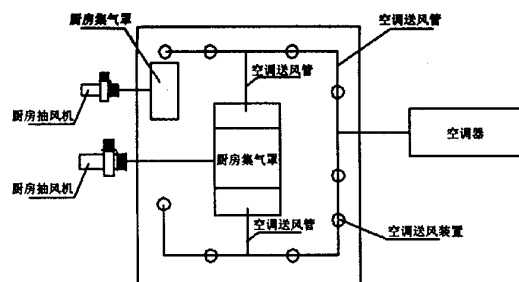 厨房集气罩
空调送风管
空调送风管
厨房抽风机
空调器
厨房集气罩
厨房抽风机
空调送风管
空调送风装置